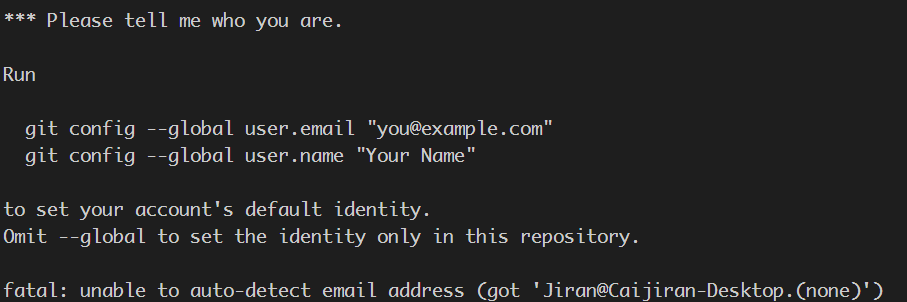 *** Please tell me who you are.
Run
git config --global user.email "you@example.com"
git config --global user.name "Your Name"
to set your account's default identity.
Omit --global to set the identity only in this repository.
fatal: unable to auto-detect email address (got 'Jiran@Caijiran-Desktop.(none)')